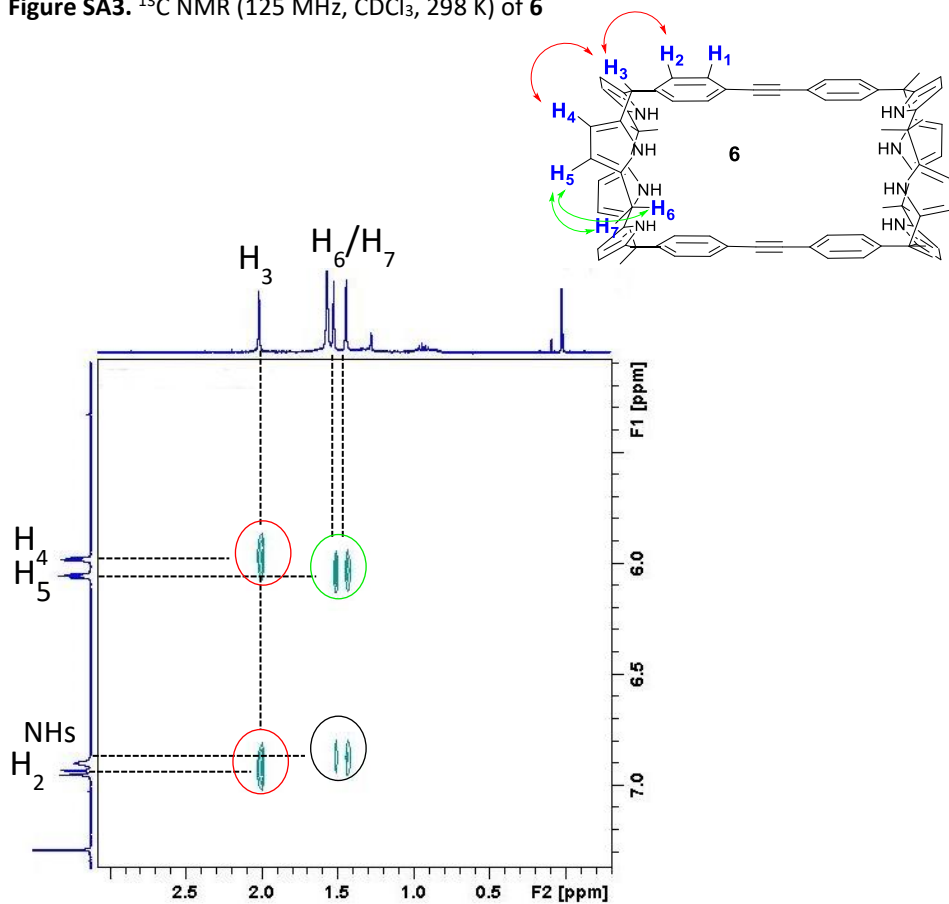 Figure SA3. ¹³C NMR (125 MHz, CDCl₃, 298 K) of 6
H₂ H₁
H₃
H₄
H₅
H₆
H₇
NH
NH
NH
NH
6
HN
HN
HN
HN
H₃ H₆/H₇
H₄
H₅
NHs
H₂
F1 [ppm]
6.0
6.5
7.0
2.5 2.0 1.5 1.0 0.5 F2 [ppm]